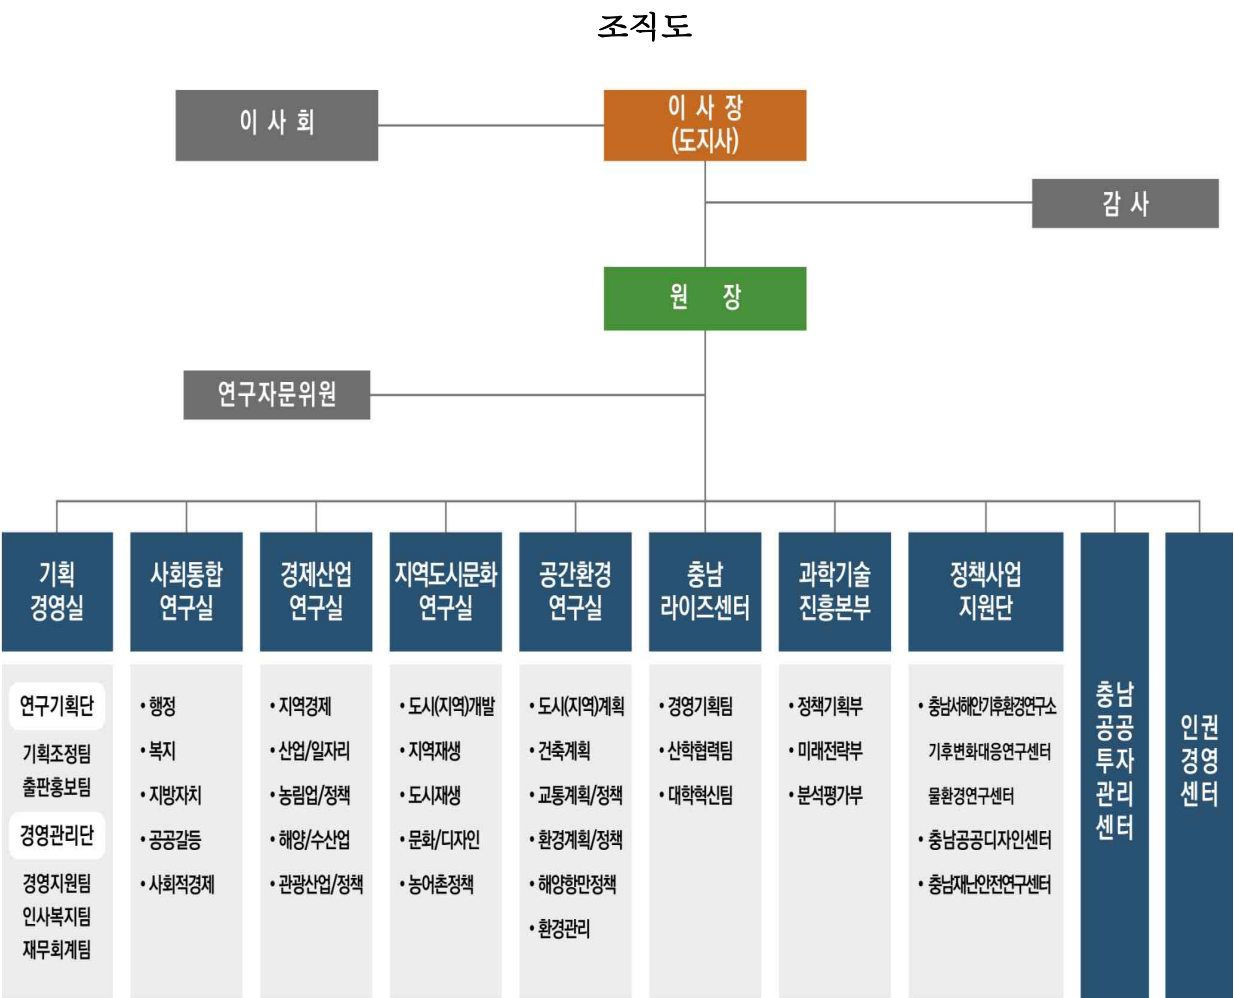 조직도
이 사 회
이 사 장
(도지사)
감 사
원 장
연구자문위원
기획
경영실
연구기획단
기획조정팀
출판홍보팀
경영관리단
경영지원팀
인사복지팀
재무회계팀
사회통합
연구실
• 행정
• 복지
• 지방자치
• 공공갈등
• 사회적경제
경제산업
연구실
• 지역경제
• 산업/일자리
• 농림업/정책
• 해양/수산업
• 관광산업/정책
지역도시문화
연구실
• 도시(지역)개발
• 지역재생
• 도시재생
• 문화/디자인
• 농어촌정책
공간환경
연구실
• 도시(지역)계획
• 건축계획
• 교통계획/정책
• 환경계획/정책
• 해양항만정책
• 환경관리
충남
라이즈센터
• 경영기획팀
• 산학협력팀
• 대학혁신팀
과학기술
진흥본부
• 정책기획부
• 미래전략부
• 분석평가부
정책사업
지원단
• 충남서해안기후환경연구소
기후변화대응연구센터
물환경연구센터
• 충남공공디자인센터
• 충남재난안전연구센터
충남
공공
투자
관리
센터
인권
경영
센터